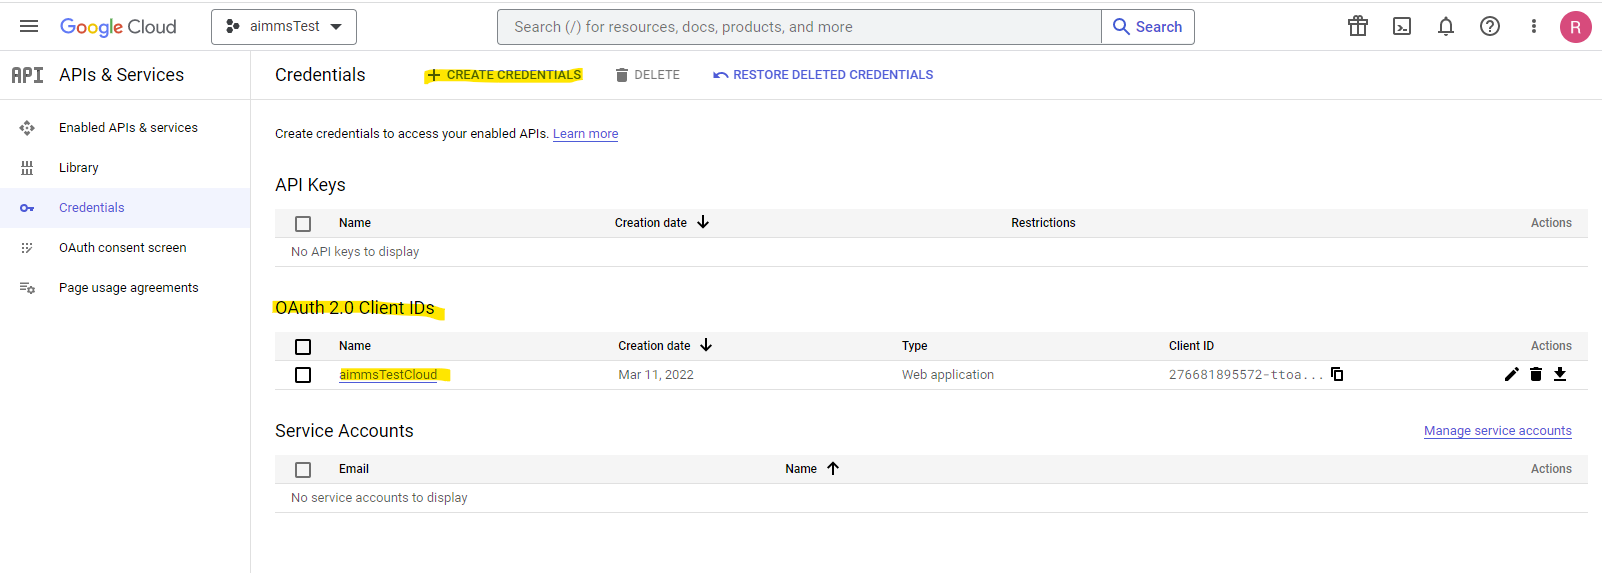 Google Cloud aimmsTest Search (/) for resources, docs, products, and more Search R
API APIs & Services Credentials CREATE CREDENTIALS DELETE RESTORE DELETED CREDENTIALS
Enabled APIs & services
Library
Credentials
OAuth consent screen
Page usage agreements
Create credentials to access your enabled APIs. Learn more
API Keys
Name Creation date Restrictions Actions
No API keys to display
OAuth 2.0 Client IDs
Name Creation date Type Client ID Actions
aimmsTestCloud Mar 11, 2022 Web application 276681895572-ttoa...
Service Accounts Manage service accounts
Email Name Actions
No service accounts to display